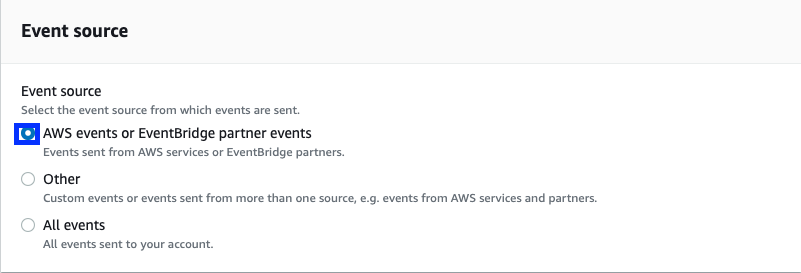 Event source
Event source
Select the event source from which events are sent.
AWS events or EventBridge partner events
Events sent from AWS services or EventBridge partners.
Other
Custom events or events sent from more than one source, e.g. events from AWS services and partners.
All events
All events sent to your account.